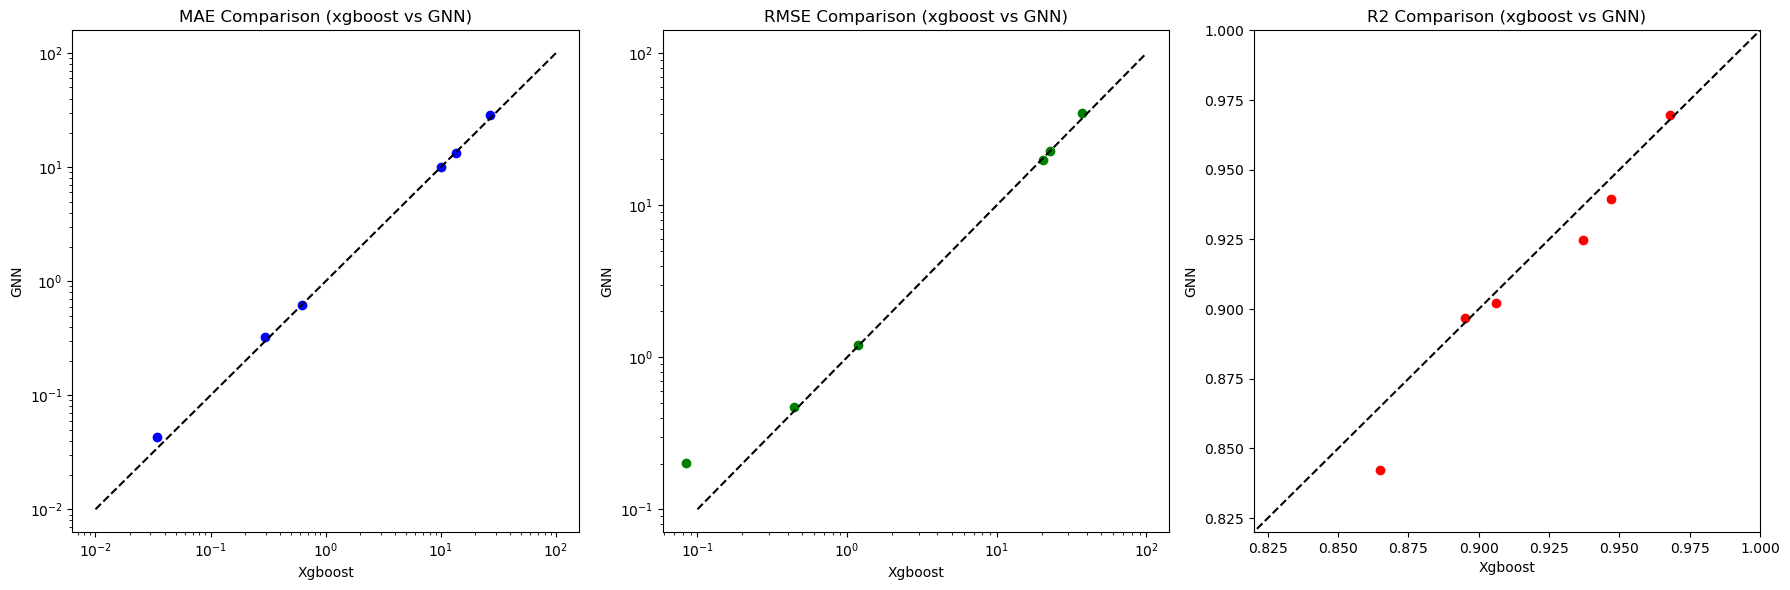 MAE Comparison (xgboost vs GNN)
10²
10¹
10⁰
10⁻¹
10⁻²
GNN
10⁻² 10⁻¹ 10⁰ 10¹ 10²
Xgboost
RMSE Comparison (xgboost vs GNN)
10²
10¹
10⁰
10⁻¹
GNN
10⁻¹ 10⁰ 10¹ 10²
Xgboost
R2 Comparison (xgboost vs GNN)
1.000
0.975
0.950
0.925
0.900
0.875
0.850
0.825
GNN
0.825 0.850 0.875 0.900 0.925 0.950 0.975 1.000
Xgboost